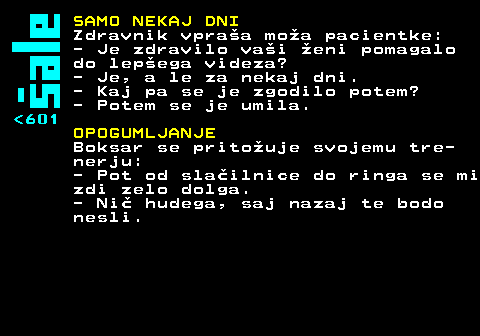 šale
<601
SAMO NEKAJ DNI
Zdravnik vpraša moža pacientke:
- Je zdravilo vaši ženi pomagalo
do lepšega videza?
- Je, a le za nekaj dni.
- Kaj pa se je zgodilo potem?
- Potem se je umila.
OPOGUMLJANJE
Boksar se pritožuje svojemu tre-
nerju:
- Pot od slačilnice do ringa se mi
zdi zelo dolga.
- Nič hudega, saj nazaj te bodo
nesli.